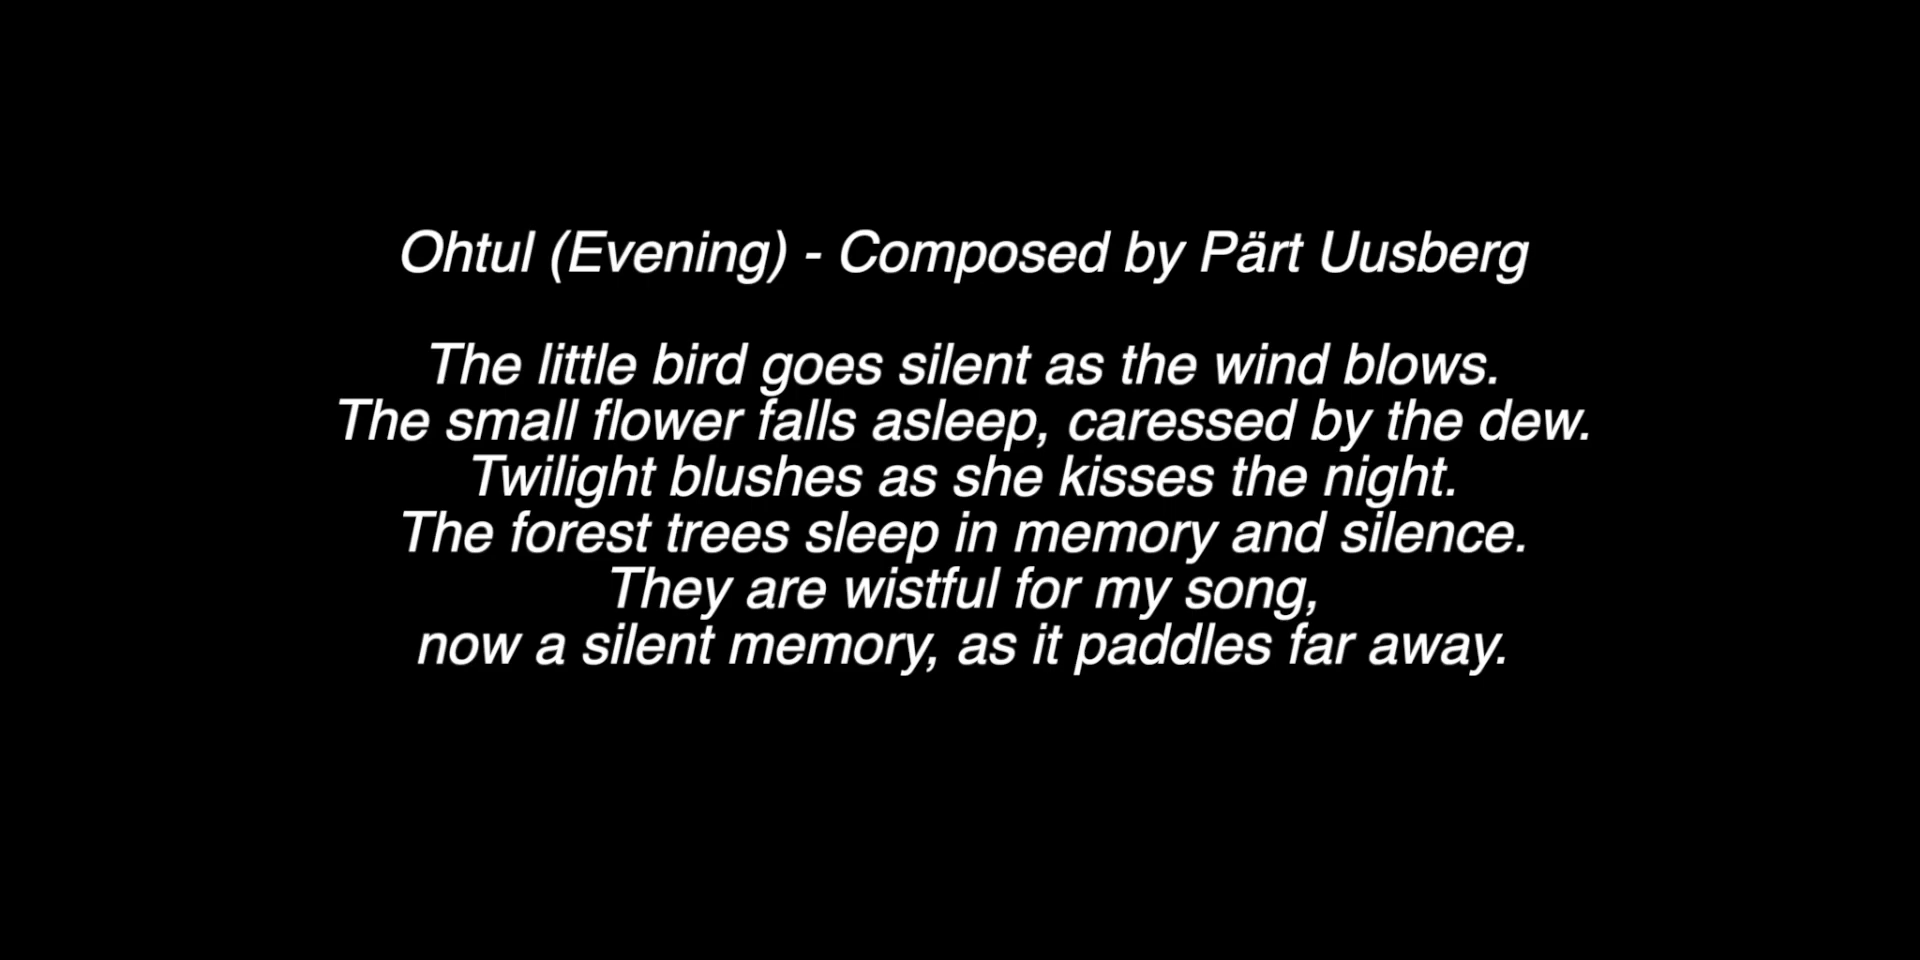 Ohtul (Evening) - Composed by Pärt Uusberg
The little bird goes silent as the wind blows.
The small flower falls asleep, caressed by the dew.
Twilight blushes as she kisses the night.
The forest trees sleep in memory and silence.
They are wistful for my song,
now a silent memory, as it paddles far away.